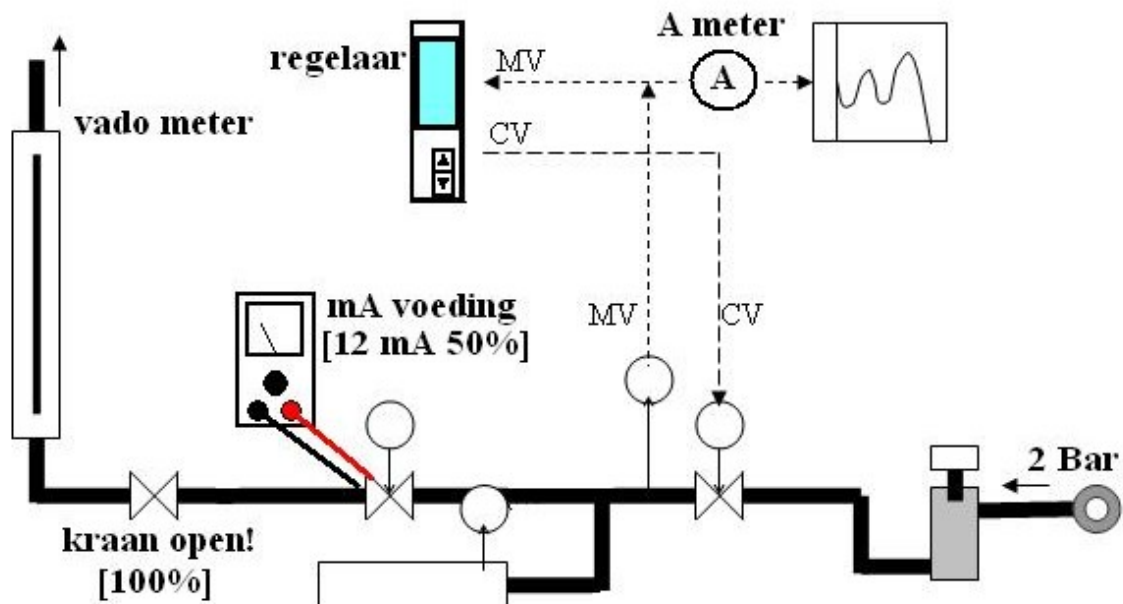 A meter
regelaar
MV
A
vado meter
CV
mA voeding
[12 mA 50%]
MV
CV
2 Bar
kraan open!
[100%]